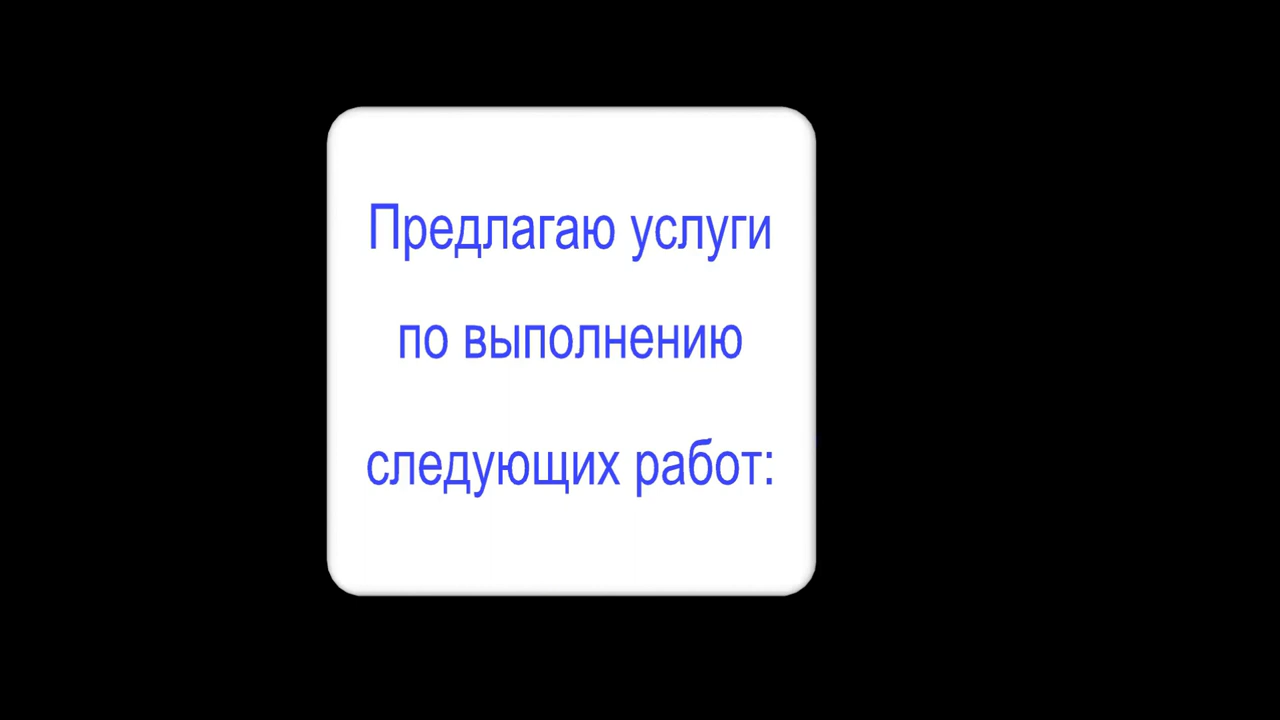 Предлагаю услуги
по выполнению
следующих работ: